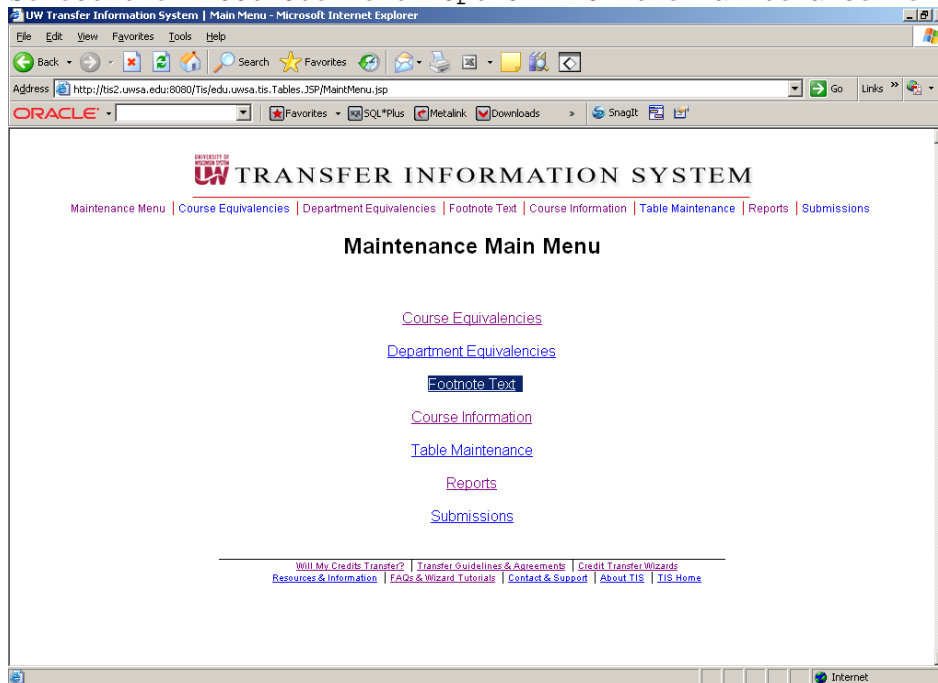 UW Transfer Information System | Main Menu - Microsoft Internet Explorer
File Edit View Favorites Tools Help
Back Search Favorites
Address http://tis2.uwsa.edu:8080/Tis/edu.uwsa.tis.Tables.JSP/MaintMenu.jsp Go Links »
ORACLE Favorites SQL*Plus Metalink Downloads » SnagIt
UNIVERSITY OF
WISCONSIN SYSTEM
UW TRANSFER INFORMATION SYSTEM
Maintenance Menu | Course Equivalencies | Department Equivalencies | Footnote Text | Course Information | Table Maintenance | Reports | Submissions
Maintenance Main Menu
Course Equivalencies
Department Equivalencies
Footnote Text
Course Information
Table Maintenance
Reports
Submissions
Will My Credits Transfer? | Transfer Guidelines & Agreements | Credit Transfer Wizards
Resources & Information | FAQs & Wizard Tutorials | Contact & Support | About TIS | TIS Home
Internet